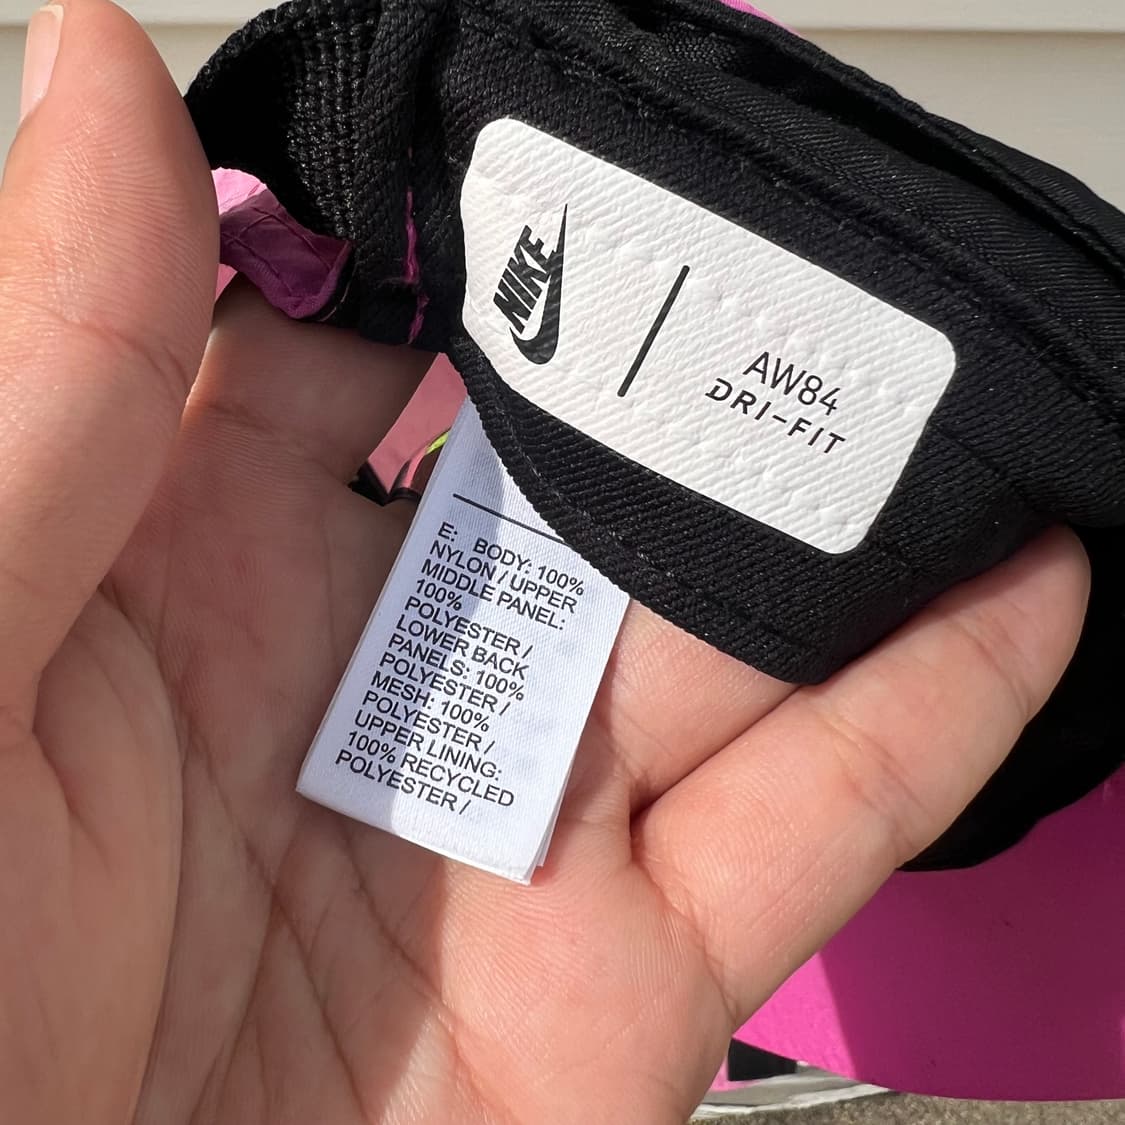 NIKE
AW84
DRI-FIT
E: BODY: 100%
NYLON / UPPER
MIDDLE PANEL:
100%
POLYESTER /
LOWER BACK
PANELS: 100%
POLYESTER /
MESH: 100%
POLYESTER /
UPPER LINING:
100% RECYCLED
POLYESTER /